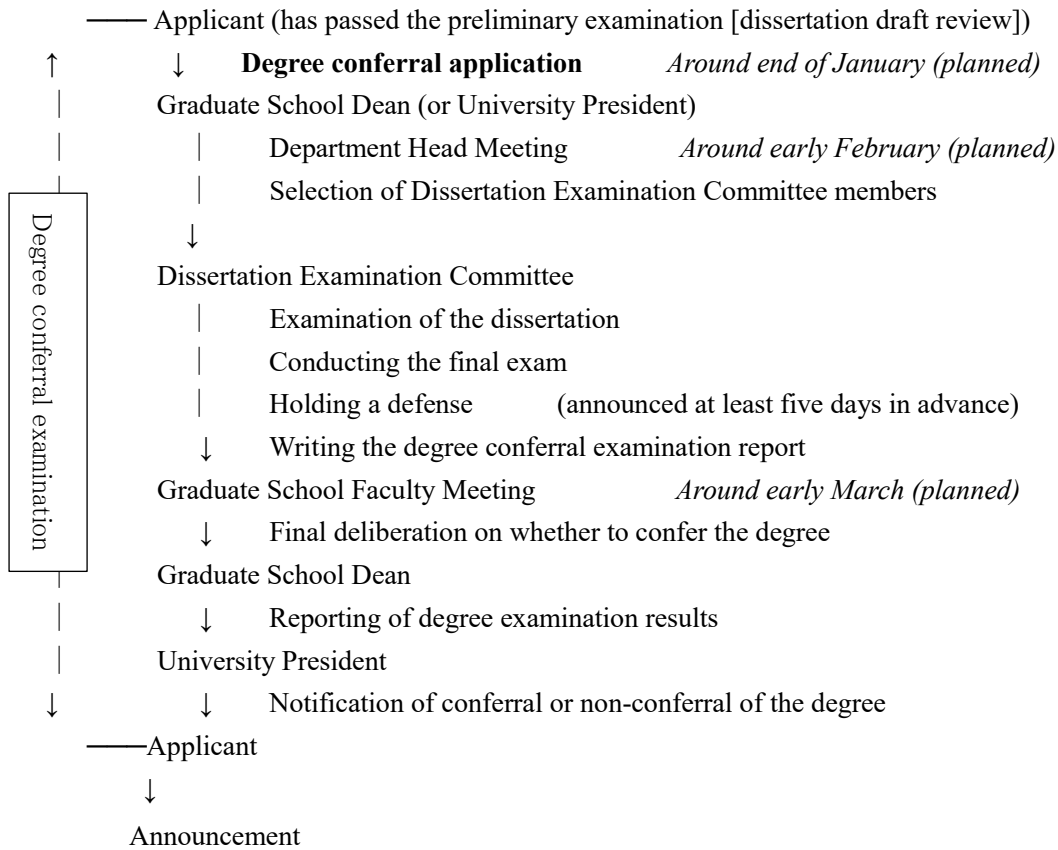 Applicant (has passed the preliminary examination [dissertation draft review])
↑ ↓ Degree conferral application Around end of January (planned)
Graduate School Dean (or University President)
Department Head Meeting Around early February (planned)
Selection of Dissertation Examination Committee members
↓
Degree conferral examination
Dissertation Examination Committee
Examination of the dissertation
Conducting the final exam
Holding a defense (announced at least five days in advance)
↓ Writing the degree conferral examination report
Graduate School Faculty Meeting Around early March (planned)
↓ Final deliberation on whether to confer the degree
Graduate School Dean
↓ Reporting of degree examination results
University President
↓ ↓ Notification of conferral or non-conferral of the degree
Applicant
↓
Announcement